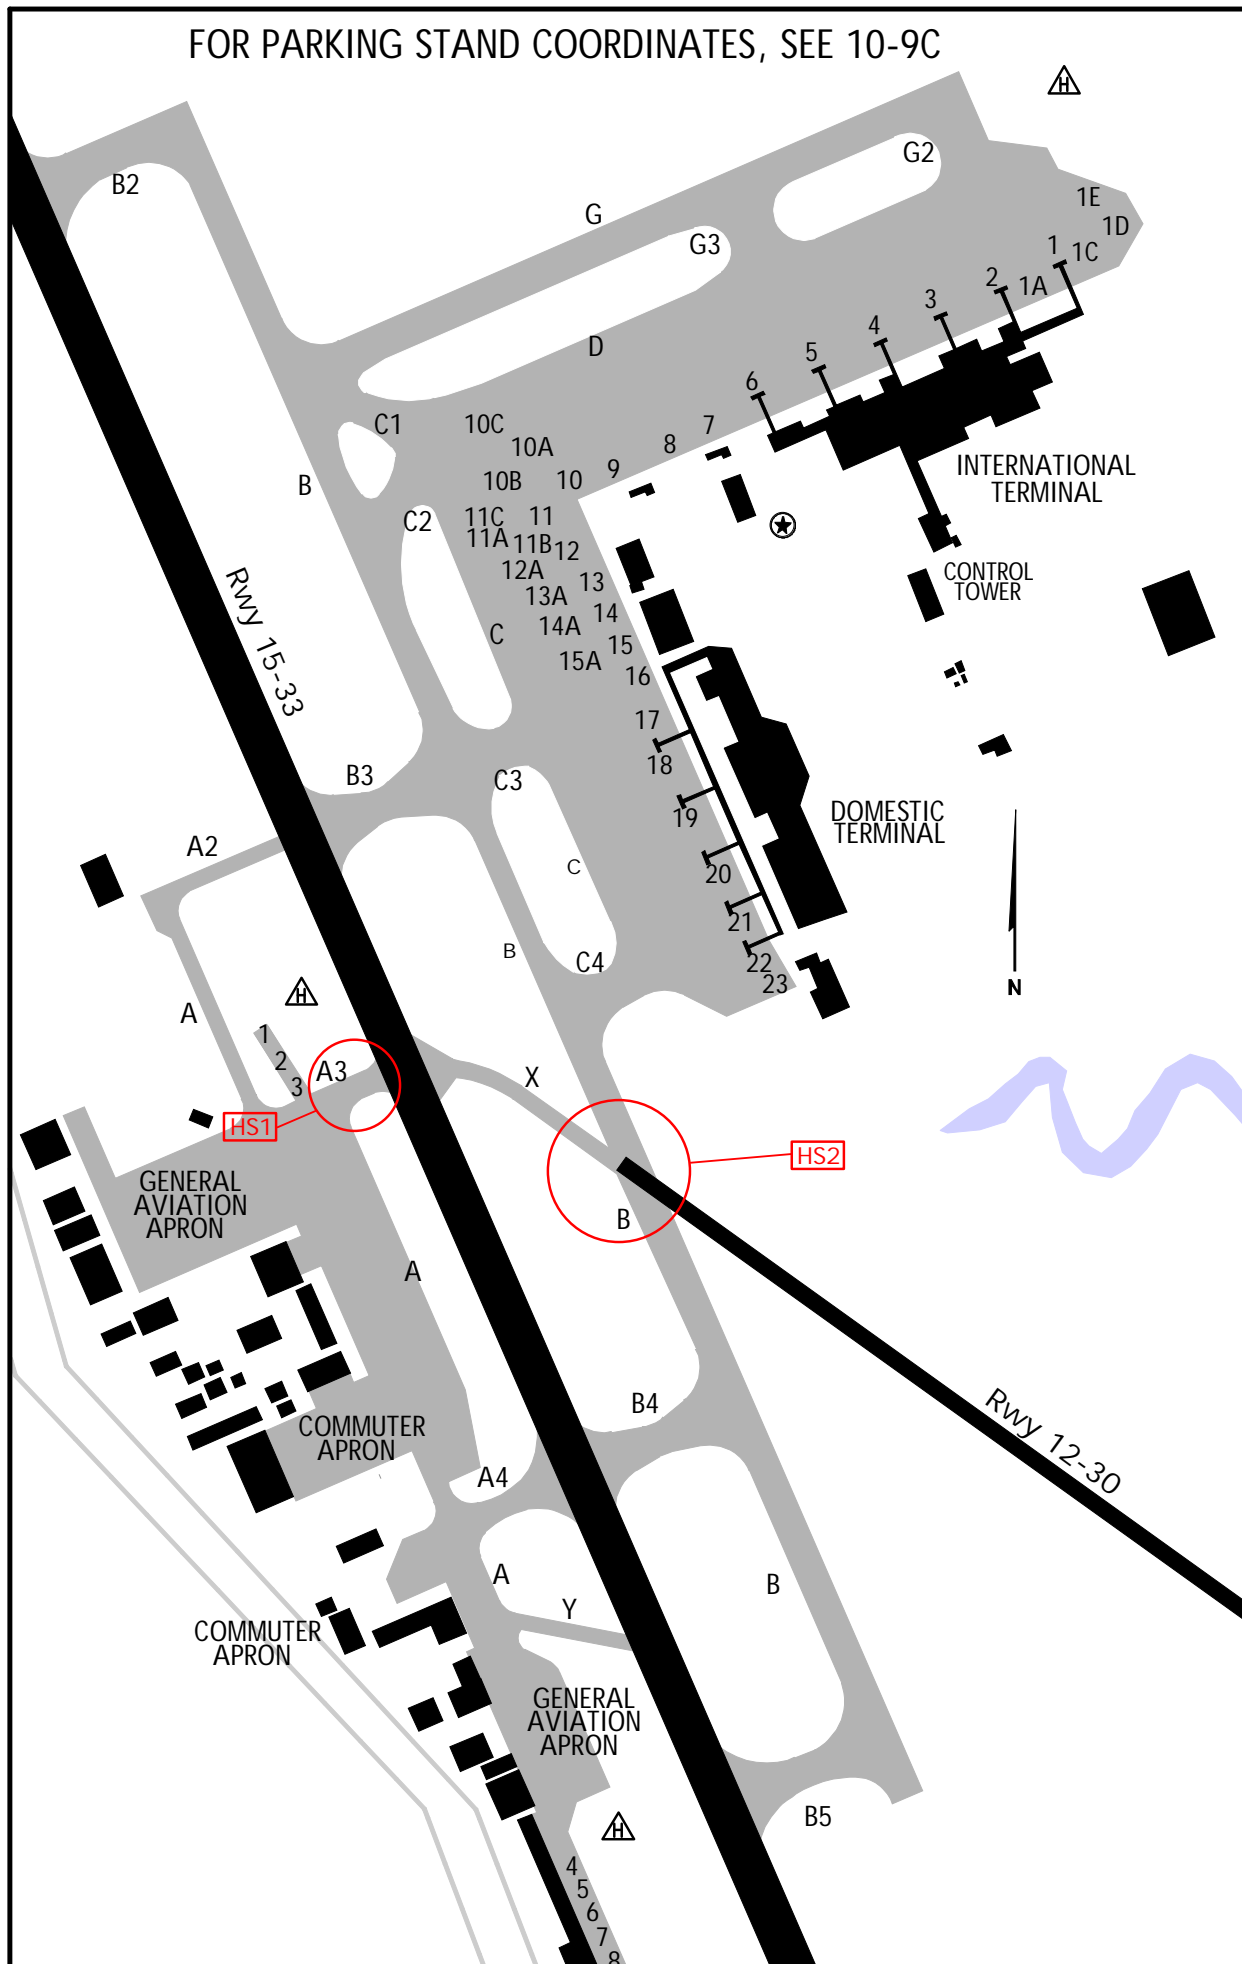 FOR PARKING STAND COORDINATES, SEE 10-9C
H
G2
B2
1E
G
1D
G3
1
1C
2
1A
3
4
D
5
6
C1
10C
7
10A
8
INTERNATIONAL
TERMINAL
9
B
10B
10
C2
11C
11
11A
11B
12
12A
CONTROL
TOWER
13
13A
Rwy 15-33
14
14A
C
15
15A
16
17
18
B3
C3
19
DOMESTIC
TERMINAL
A2
C
20
21
B
C4
22
23
N
H
A
1
2
3
A3
X
HS1
HS2
GENERAL
AVIATION
APRON
B
A
Rwy 12-30
B4
COMMUTER
APRON
A4
A
B
Y
COMMUTER
APRON
GENERAL
AVIATION
APRON
B5
H
4
5
6
7
8